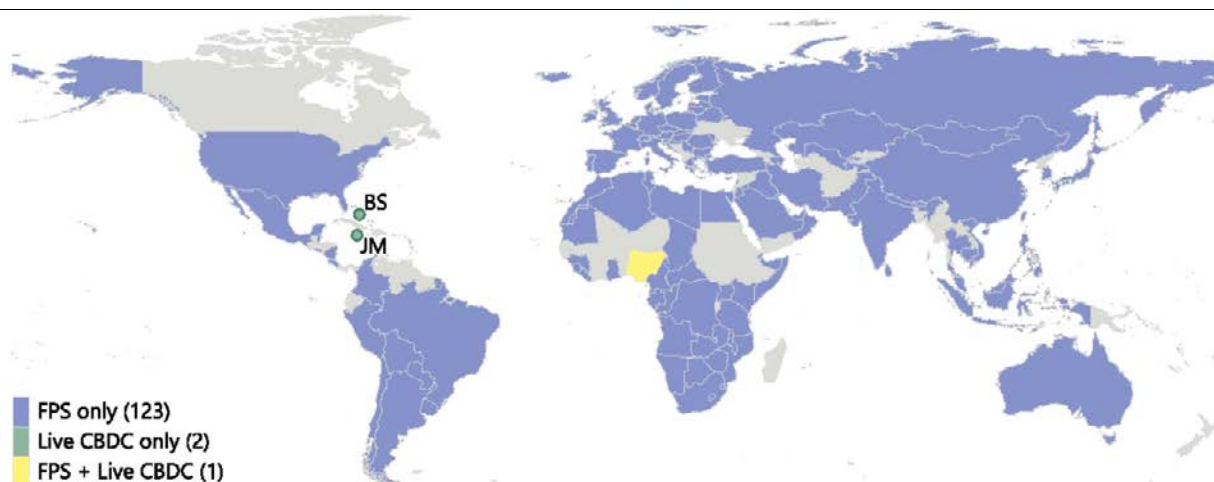 BS
JM
FPS only (123)
Live CBDC only (2)
FPS + Live CBDC (1)